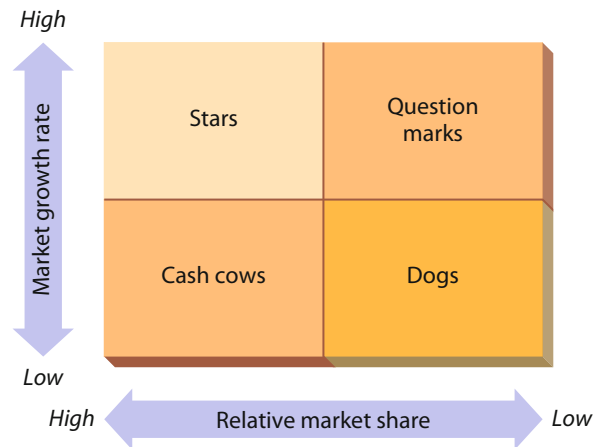 High
Market growth rate
Stars
Question
marks
Cash cows
Dogs
Low
High
Relative market share
Low